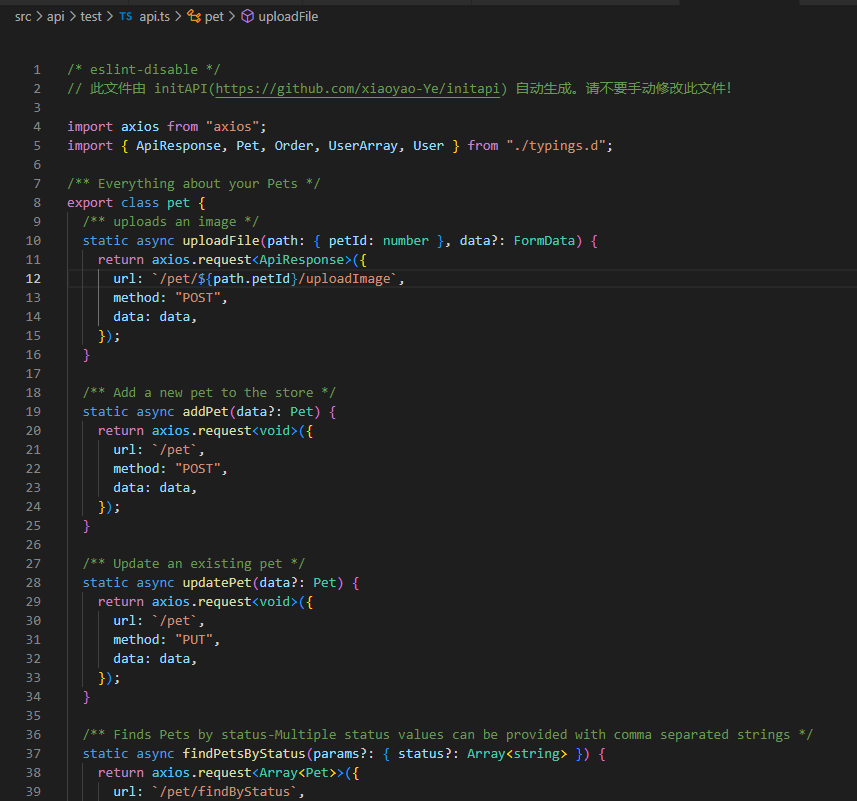 src > api > test > TS api.ts > pet > uploadFile
1 /* eslint-disable */
2 // 此文件由 initAPI(https://github.com/xiaoyao-Ye/initapi) 自动生成。请不要手动修改此文件!
3
4 import axios from "axios";
5 import { ApiResponse, Pet, Order, UserArray, User } from "./typings.d";
6
7 /** Everything about your Pets */
8 export class pet {
9 /** uploads an image */
10 static async uploadFile(path: { petId: number }, data?: FormData) {
11 return axios.request<ApiResponse>({
12 url: `/pet/${path.petId}/uploadImage`,
13 method: "POST",
14 data: data,
15 });
16 }
17
18 /** Add a new pet to the store */
19 static async addPet(data?: Pet) {
20 return axios.request<void>({
21 url: `/pet`,
22 method: "POST",
23 data: data,
24 });
25 }
26
27 /** Update an existing pet */
28 static async updatePet(data?: Pet) {
29 return axios.request<void>({
30 url: `/pet`,
31 method: "PUT",
32 data: data,
33 });
34 }
35
36 /** Finds Pets by status-Multiple status values can be provided with comma separated strings */
37 static async findPetsByStatus(params?: { status?: Array<string> }) {
38 return axios.request<Array<Pet>>({
39 url: `/pet/findByStatus`,